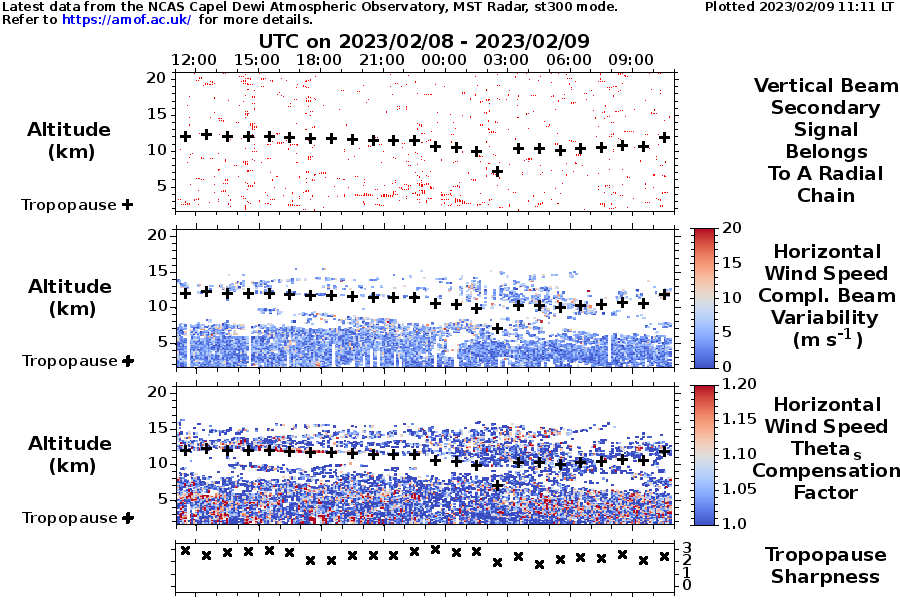 Latest data from the NCAS Capel Dewi Atmospheric Observatory, MST Radar, st300 mode.
Plotted 2023/02/09 11:11 LT
Refer to https://amof.ac.uk/ for more details.
UTC on 2023/02/08 - 2023/02/09
12:00 15:00 18:00 21:00 00:00 03:00 06:00 09:00
20
15
10
5
Altitude
(km)
Tropopause +
Vertical Beam
Secondary
Signal
Belongs
To A Radial
Chain
20
15
10
5
Altitude
(km)
Tropopause +
20
15
10
5
0
Horizontal
Wind Speed
Compl. Beam
Variability
(m s-1)
20
15
10
5
Altitude
(km)
Tropopause +
1.20
1.15
1.10
1.05
1.0
Horizontal
Wind Speed
Theta s
Compensation
Factor
3
2
1
0
Tropopause
Sharpness